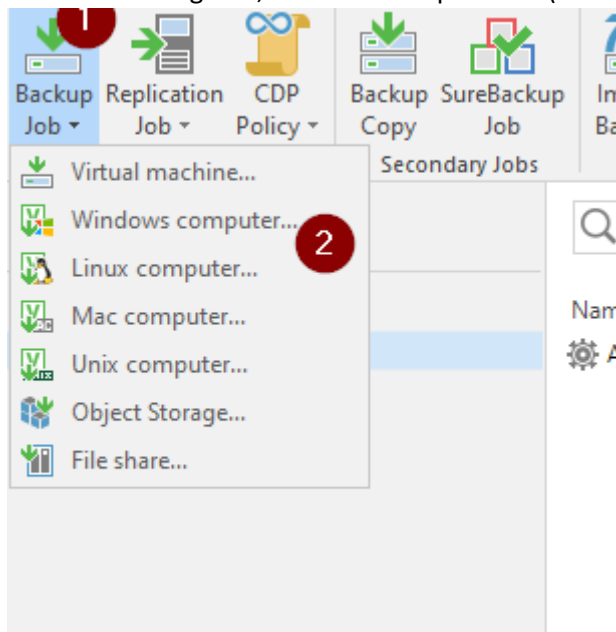 1
Backup Replication CDP Backup SureBackup
Job Job Policy Copy Job
Secondary Jobs
Virtual machine...
Windows computer...
2
Linux computer...
Mac computer...
Unix computer...
Object Storage...
File share...